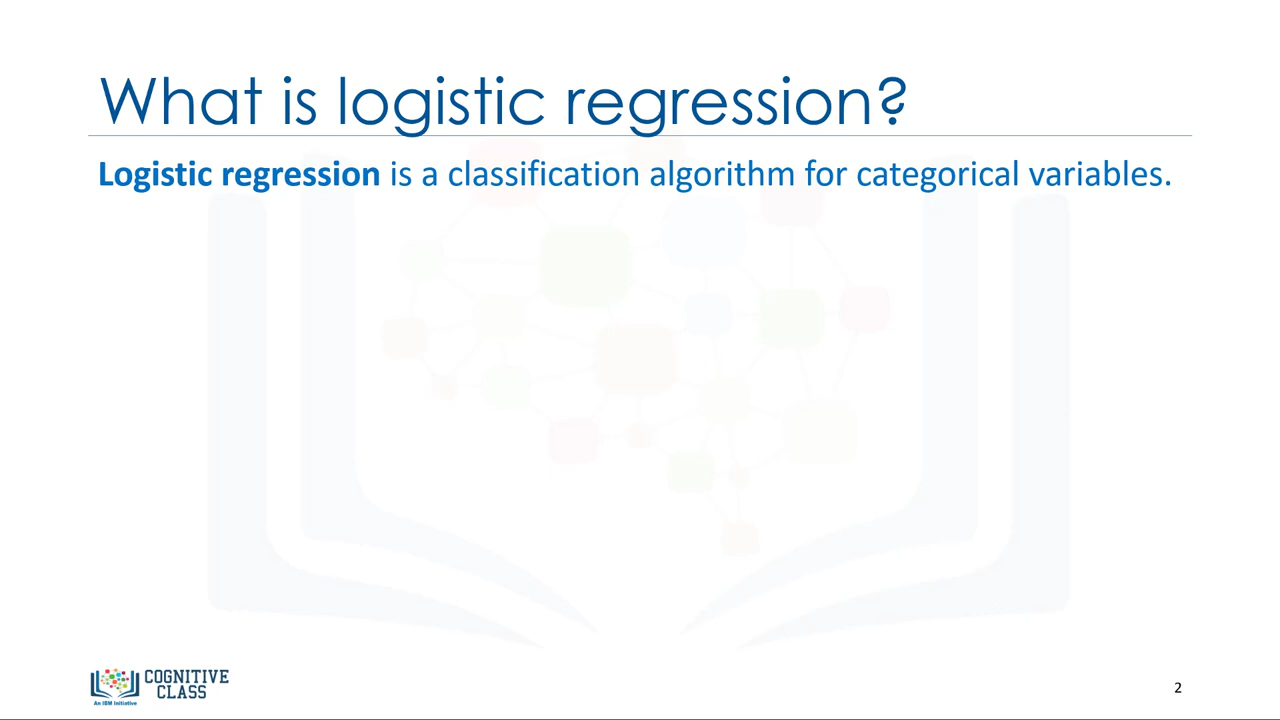 What is logistic regression?
Logistic regression is a classification algorithm for categorical variables.
COGNITIVE
CLASS
An IBM Initiative
2